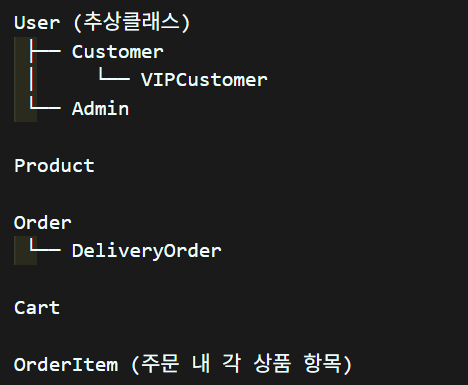 User (추상클래스)
├── Customer
│     └── VIPCustomer
└── Admin
Product
Order
└── DeliveryOrder
Cart
OrderItem (주문 내 각 상품 항목)